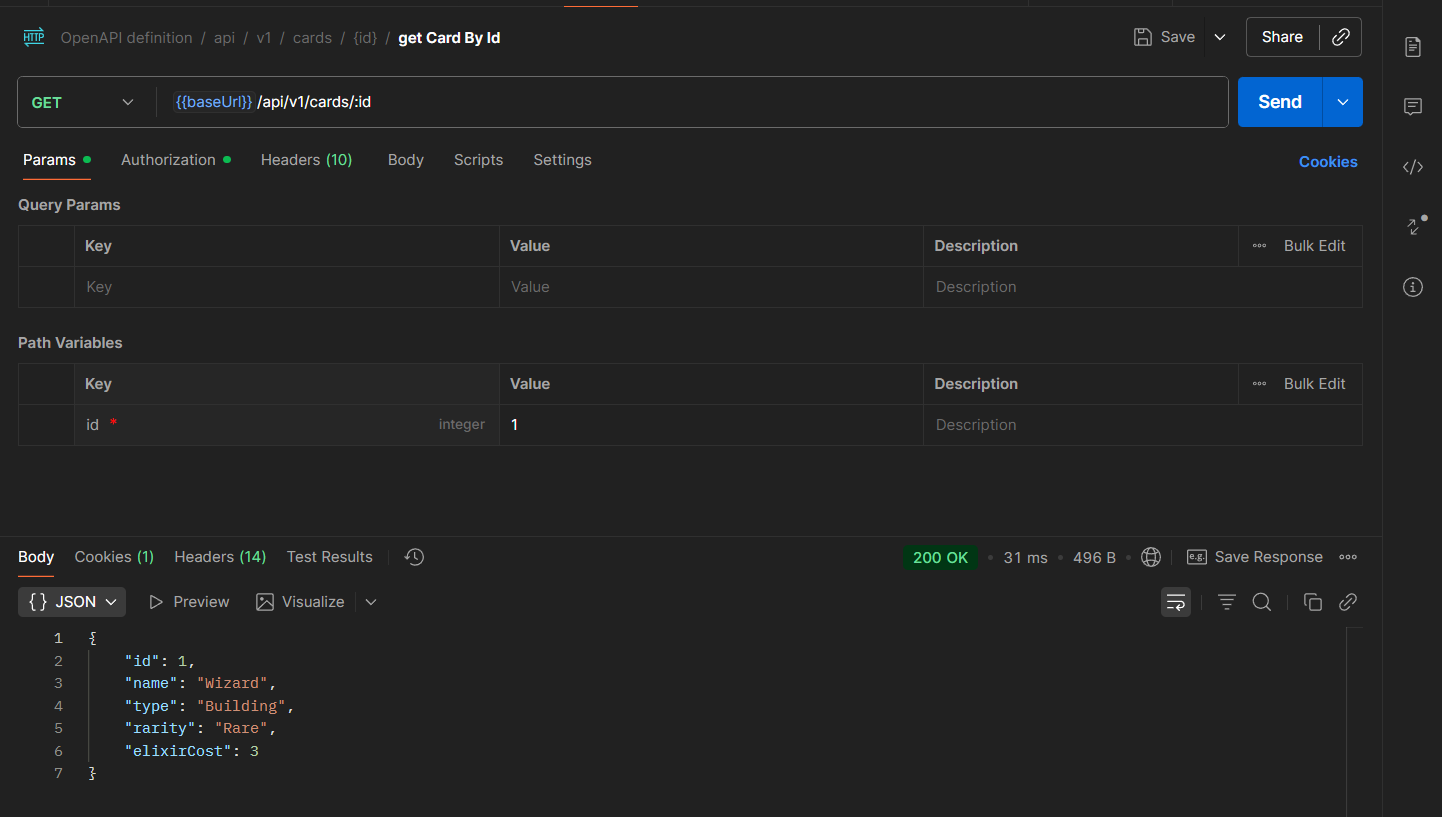 HTTP OpenAPI definition / api / v1 / cards / {id} / get Card By Id Save Share
GET {{baseUrl}} /api/v1/cards/:id Send
Params Authorization Headers (10) Body Scripts Settings Cookies
Query Params
Key Value Description Bulk Edit
Key Value Description
Path Variables
Key Value Description Bulk Edit
id * integer 1 Description
Body Cookies (1) Headers (14) Test Results 200 OK • 31 ms • 496 B • e.g. Save Response
{} JSON Preview Visualize
1 {
2 "id": 1,
3 "name": "Wizard",
4 "type": "Building",
5 "rarity": "Rare",
6 "elixirCost": 3
7 }